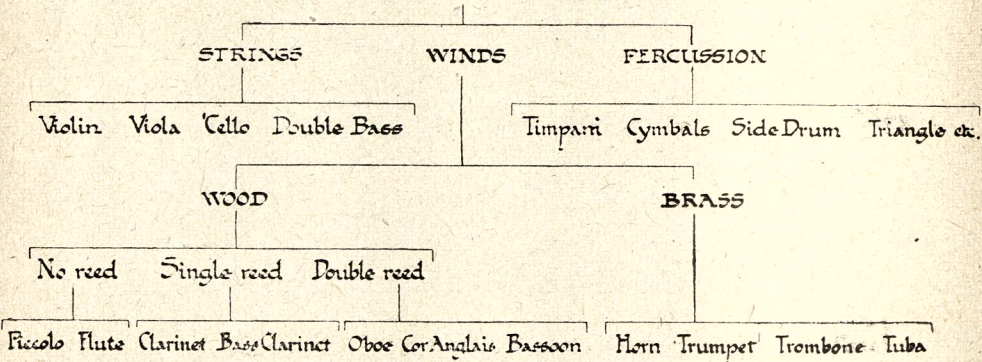 STRINGS WINDS PERCUSSION
Violin Viola 'Cello Double Bass Timpani Cymbals Side Drum Triangle etc.
WOOD BRASS
No reed Single reed Double reed
Piccolo Flute Clarinet Bass Clarinet Oboe Cor Anglais Bassoon Horn Trumpet Trombone Tuba